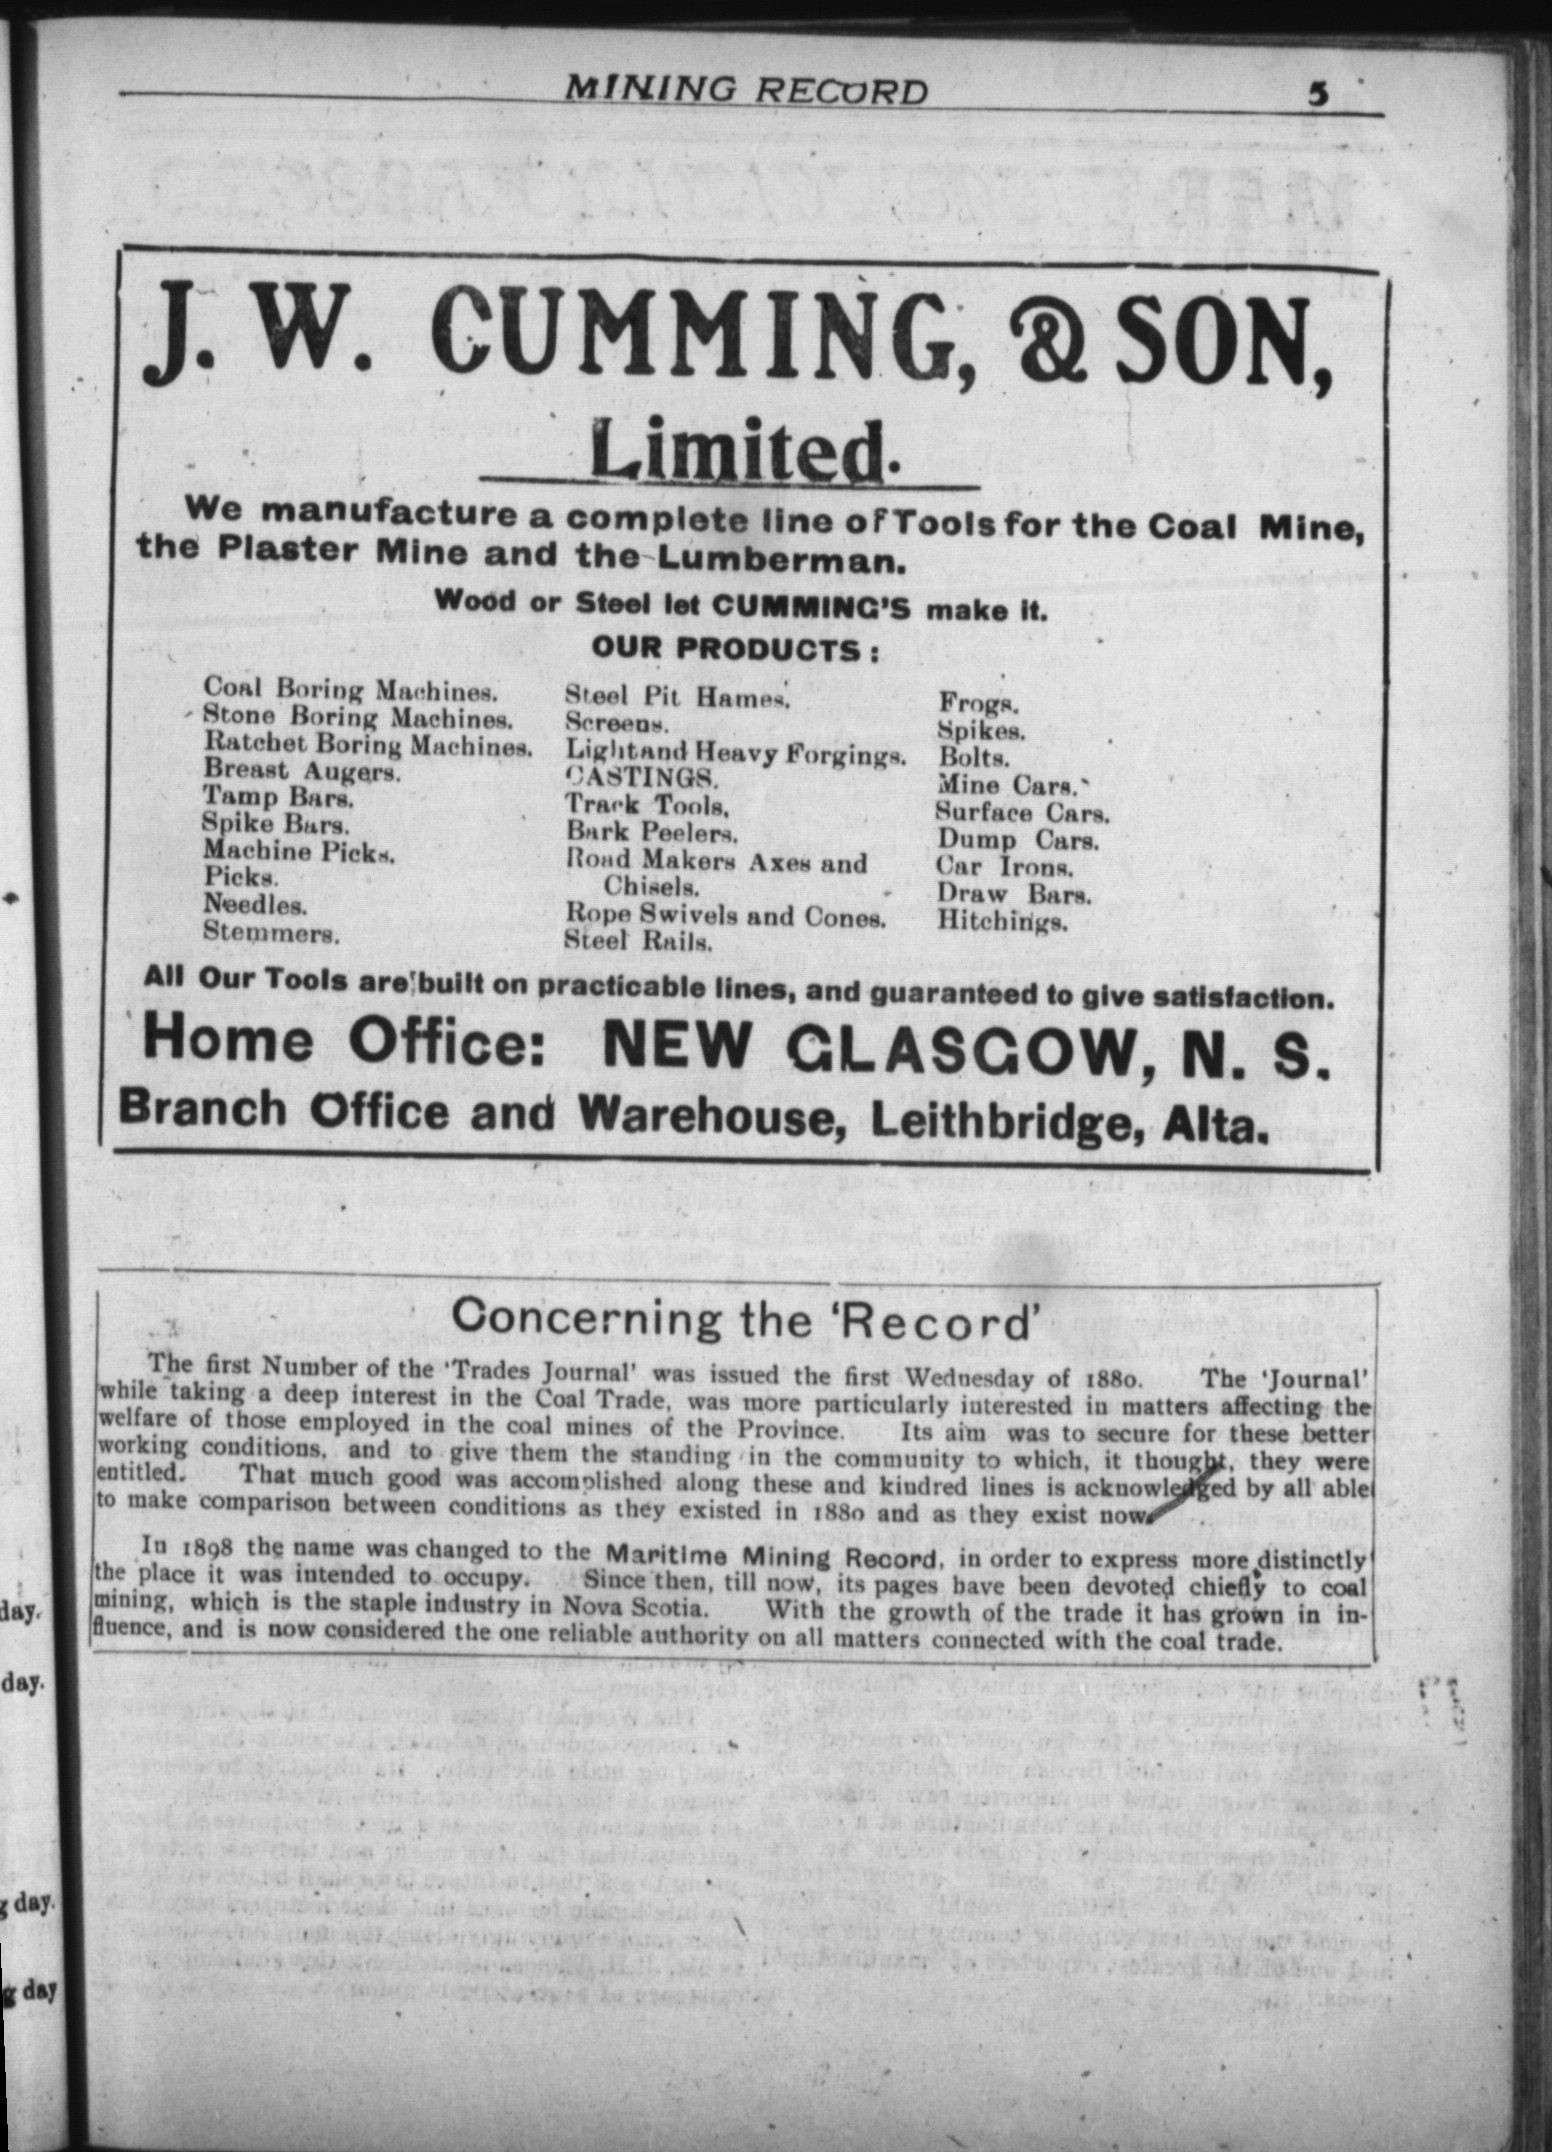 MINING RECORD 5
J. W. CUMMING, & SON,
Limited.
We manufacture a complete line of Tools for the Coal Mine,
the Plaster Mine and the Lumberman.
Wood or Steel let CUMMING'S make it.
OUR PRODUCTS:
Coal Boring Machines.
Stone Boring Machines.
Ratchet Boring Machines.
Breast Augers.
Tamp Bars.
Spike Bars.
Machine Picks.
Picks.
Needles.
Stemmers.
Steel Pit Hames.
Screens.
Light and Heavy Forgings.
CASTINGS.
Track Tools,
Bark Peelers.
Road Makers Axes and
Chisels.
Rope Swivels and Cones.
Steel Rails.
Frogs.
Spikes.
Bolts.
Mine Cars.
Surface Cars.
Dump Cars.
Car Irons.
Draw Bars.
Hitchings.
All Our Tools are built on practicable lines, and guaranteed to give satisfaction.
Home Office: NEW GLASGOW, N. S.
Branch Office and Warehouse, Leithbridge, Alta.
Concerning the 'Record'
The first Number of the 'Trades Journal' was issued the first Wednesday of 1880. The 'Journal'
while taking a deep interest in the Coal Trade, was more particularly interested in matters affecting the
welfare of those employed in the coal mines of the Province. Its aim was to secure for these better
working conditions, and to give them the standing in the community to which, it thought, they were
entitled. That much good was accomplished along these and kindred lines is acknowledged by all able
to make comparison between conditions as they existed in 1880 and as they exist now.
In 1898 the name was changed to the Maritime Mining Record, in order to express more distinctly
the place it was intended to occupy. Since then, till now, its pages have been devoted chiefly to coal
mining, which is the staple industry in Nova Scotia. With the growth of the trade it has grown in in-
fluence, and is now considered the one reliable authority on all matters connected with the coal trade.
day.
day.
g day.
g day